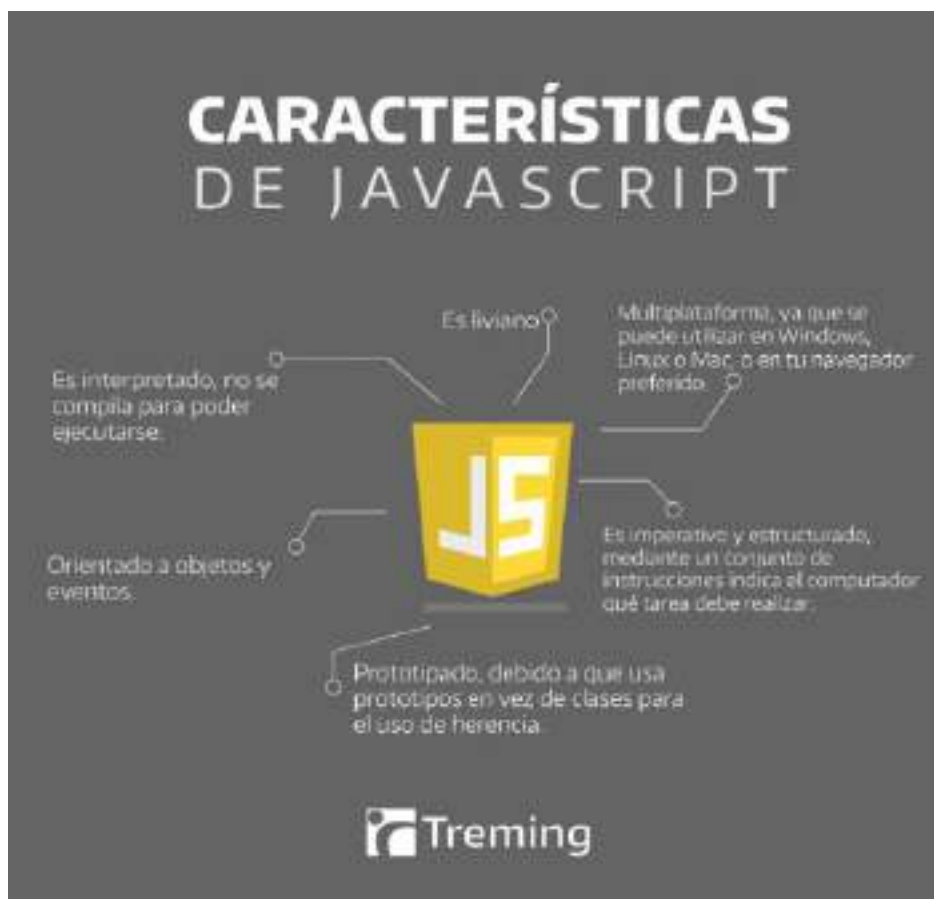 CARACTERÍSTICAS
DE JAVASCRIPT
Es liviano
Multiplataforma, ya que se
puede utilizar en Windows,
Linux o Mac, o en tu navegador
preferido.
Es interpretado, no se
compila para poder
ejecutarse.
JS
Es imperativo y estructurado,
mediante un conjunto de
instrucciones indica el computador
qué tarea debe realizar.
Orientado a objetos y
eventos.
Prototipado, debido a que usa
prototipos en vez de clases para
el uso de herencia.
Treming